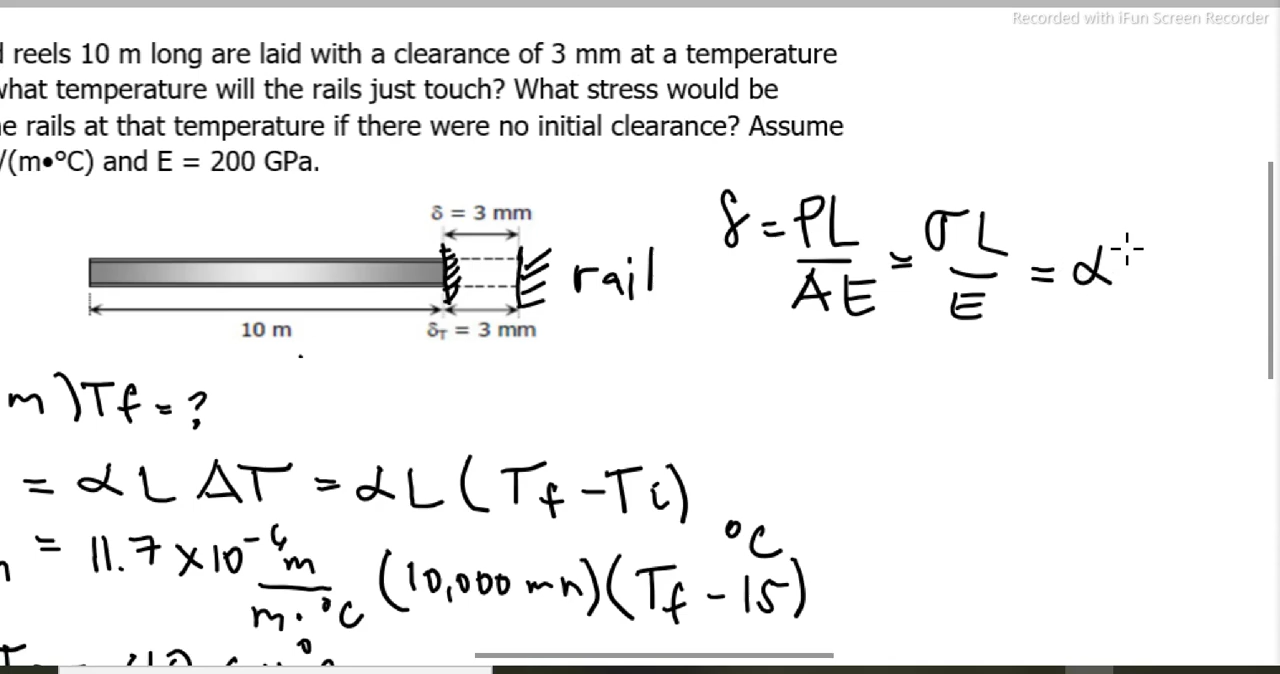 Recorded with iFun Screen Recorder
reels 10 m long are laid with a clearance of 3 mm at a temperature
what temperature will the rails just touch? What stress would be
rails at that temperature if there were no initial clearance? Assume
/(m•°C) and E = 200 GPa.
δ = 3 mm
rail
10 m
δT = 3 mm
δ = PL/AE = σL/E = α
m) Tf = ?
= αLΔT = αL(Tf - Ti)
= 11.7 x 10^-6 m/m·°C (10,000 mm)(Tf - 15) °C